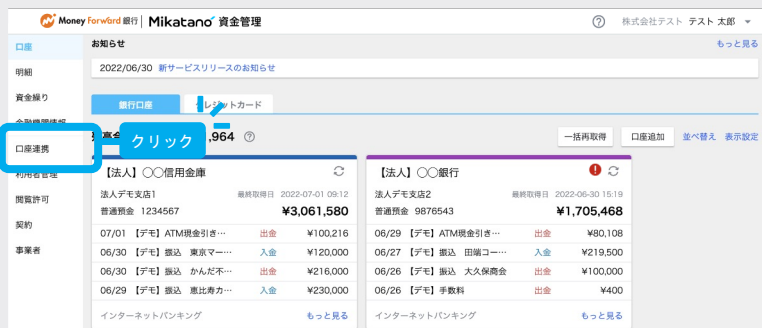 Money Forward 銀行 Mikatano 資金管理
株式会社テスト テスト 太郎
口座
お知らせ
もっと見る
2022/06/30 新サービスリリースのお知らせ
明細
資金繰り
銀行口座
クレジットカード
金融機関情報
口座連携
クリック
,964
一括再取得
口座追加
並べ替え
表示設定
利用者管理
閲覧許可
契約
事業者
【法人】○○信用金庫
法人デモ支店1
最終取得日 2022-07-01 09:12
普通預金 1234567
¥3,061,580
07/01 【デモ】ATM現金引き… 出金 ¥100,216
06/30 【デモ】振込 東京マー… 入金 ¥120,000
06/30 【デモ】振込 かんだ不… 出金 ¥216,000
06/29 【デモ】振込 恵比寿カ… 入金 ¥230,000
インターネットバンキング
もっと見る
【法人】○○銀行
法人デモ支店2
最終取得日 2022-06-30 15:19
普通預金 9876543
¥1,705,468
06/29 【デモ】ATM現金引き… 出金 ¥80,108
06/27 【デモ】振込 田端コー… 入金 ¥219,500
06/26 【デモ】振込 大久保商会 出金 ¥100,000
06/26 【デモ】手数料 出金 ¥400
インターネットバンキング
もっと見る